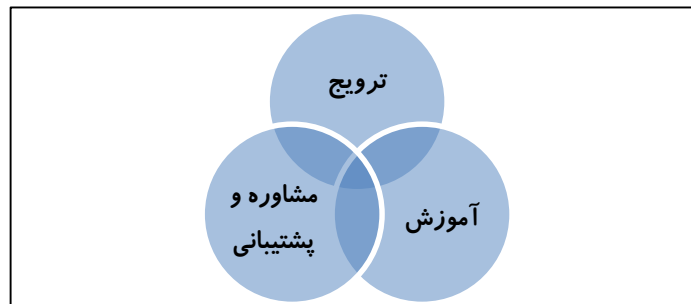 ترویج
مشاوره و
پشتیبانی
آموزش